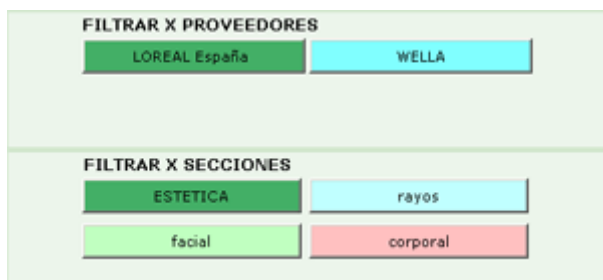 FILTRAR X PROVEEDORES
LOREAL España WELLA
FILTRAR X SECCIONES
ESTETICA rayos
facial corporal